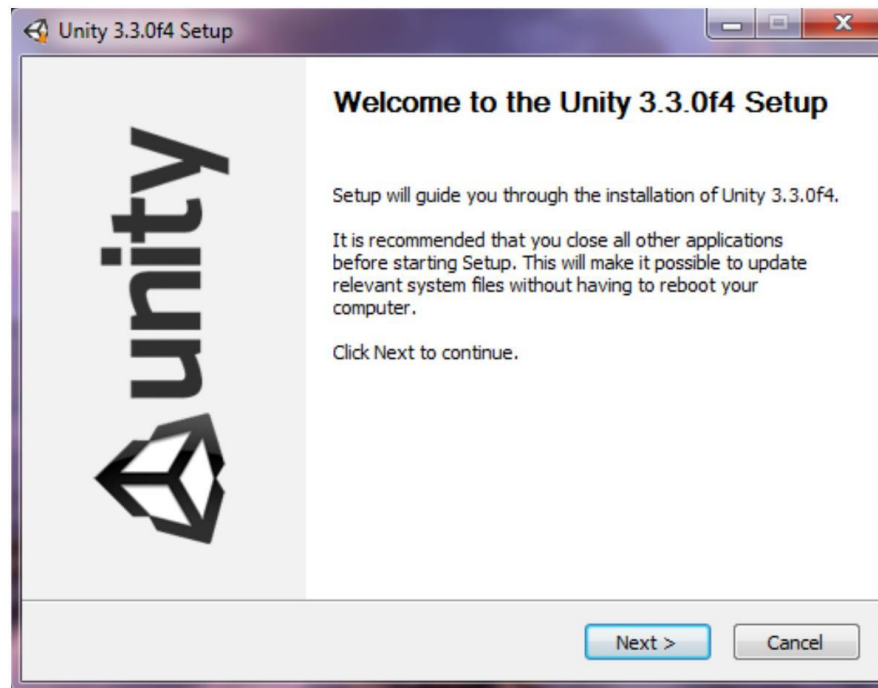 Unity 3.3.0f4 Setup
Welcome to the Unity 3.3.0f4 Setup
Setup will guide you through the installation of Unity 3.3.0f4.
It is recommended that you close all other applications
before starting Setup. This will make it possible to update
relevant system files without having to reboot your
computer.
Click Next to continue.
unity
Next >
Cancel